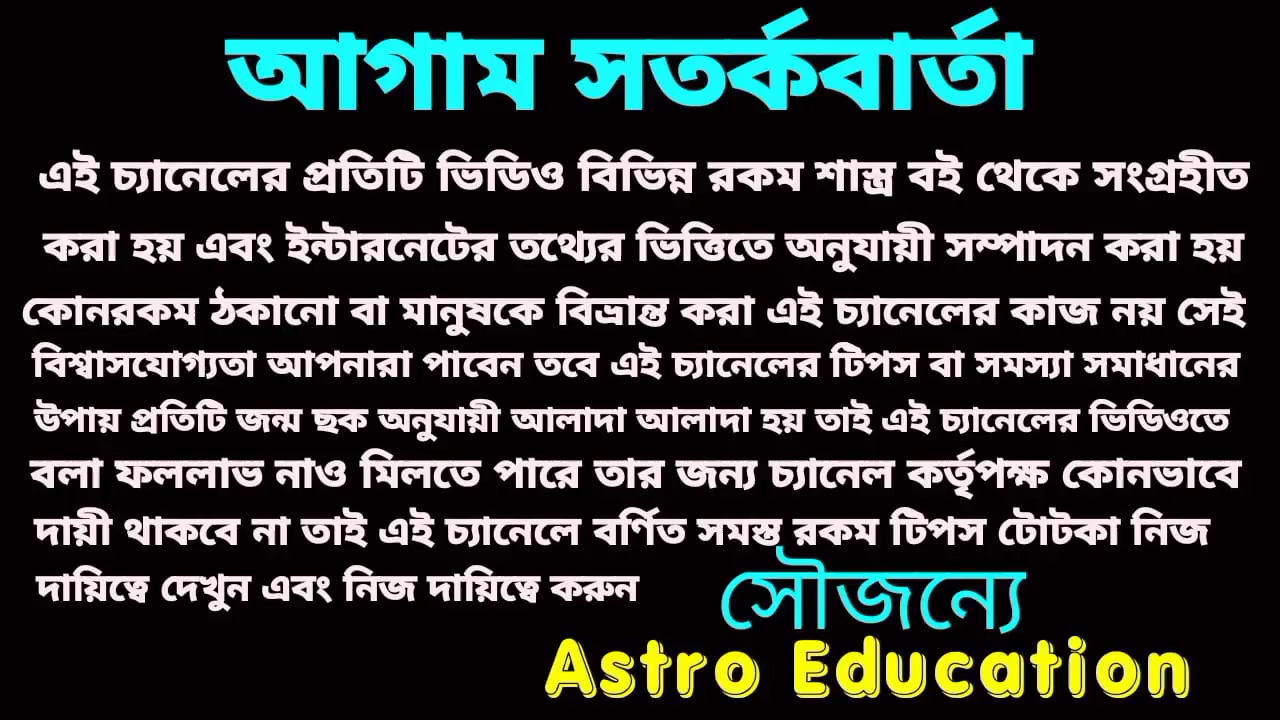 আগাম সতর্কবার্তা
এই চ্যানেলের প্রতিটি ভিডিও বিভিন্ন রকম শাস্ত্র বই থেকে সংগ্রহীত
করা হয় এবং ইন্টারনেটের তথ্যের ভিত্তিতে অনুযায়ী সম্পাদন করা হয়
কোনরকম ঠকানো বা মানুষকে বিভ্রান্ত করা এই চ্যানেলের কাজ নয় সেই
বিশ্বাসযোগ্যতা আপনারা পাবেন তবে এই চ্যানেলের টিপস বা সমস্যা সমাধানের
উপায় প্রতিটি জন্ম ছক অনুযায়ী আলাদা আলাদা হয় তাই এই চ্যানেলের ভিডিওতে
বলা ফললাভ নাও মিলতে পারে তার জন্য চ্যানেল কর্তৃপক্ষ কোনভাবে
দায়ী থাকবে না তাই এই চ্যানেলে বর্ণিত সমস্ত রকম টিপস টোটকা নিজ
দায়িত্বে দেখুন এবং নিজ দায়িত্বে করুন
সৌজন্যে
Astro Education